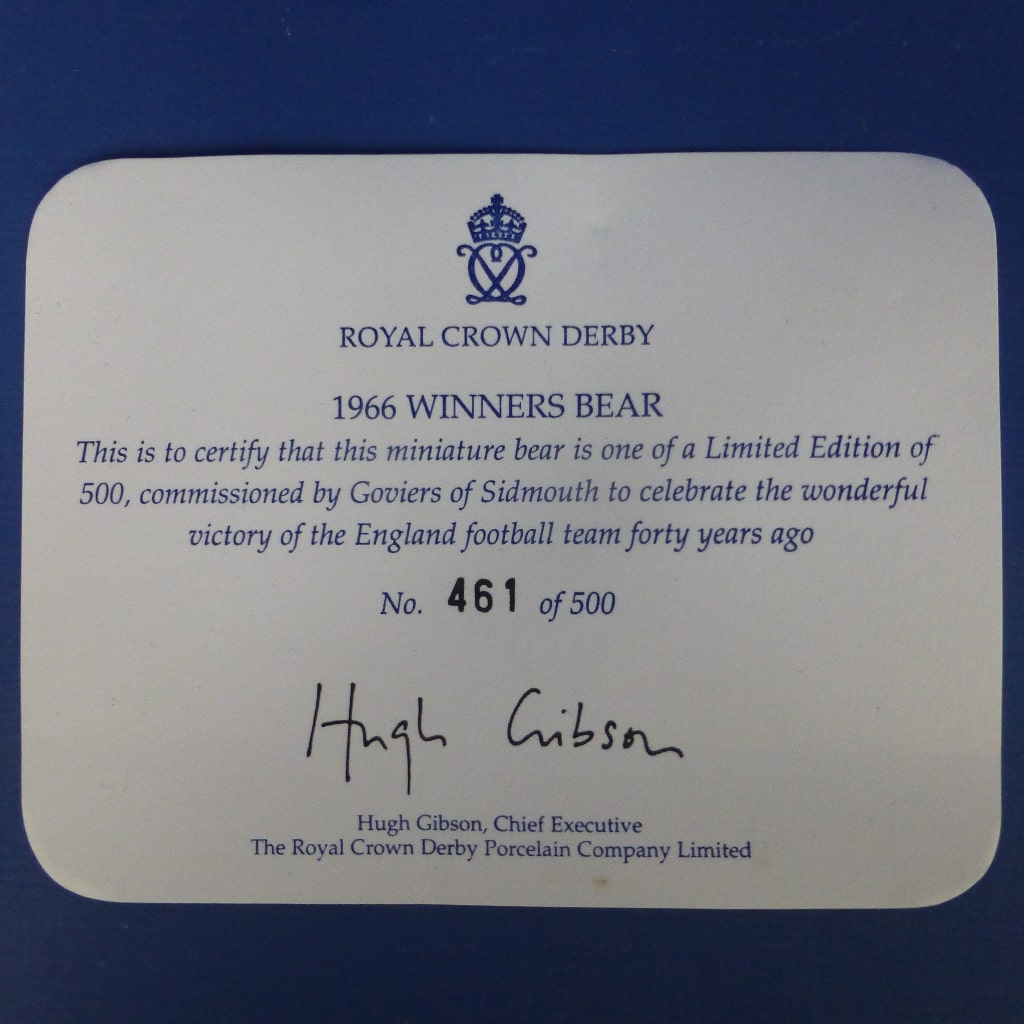 ROYAL CROWN DERBY
1966 WINNERS BEAR
This is to certify that this miniature bear is one of a Limited Edition of
500, commissioned by Goviers of Sidmouth to celebrate the wonderful
victory of the England football team forty years ago
No. 461 of 500
Hugh Gibson
Hugh Gibson, Chief Executive
The Royal Crown Derby Porcelain Company Limited